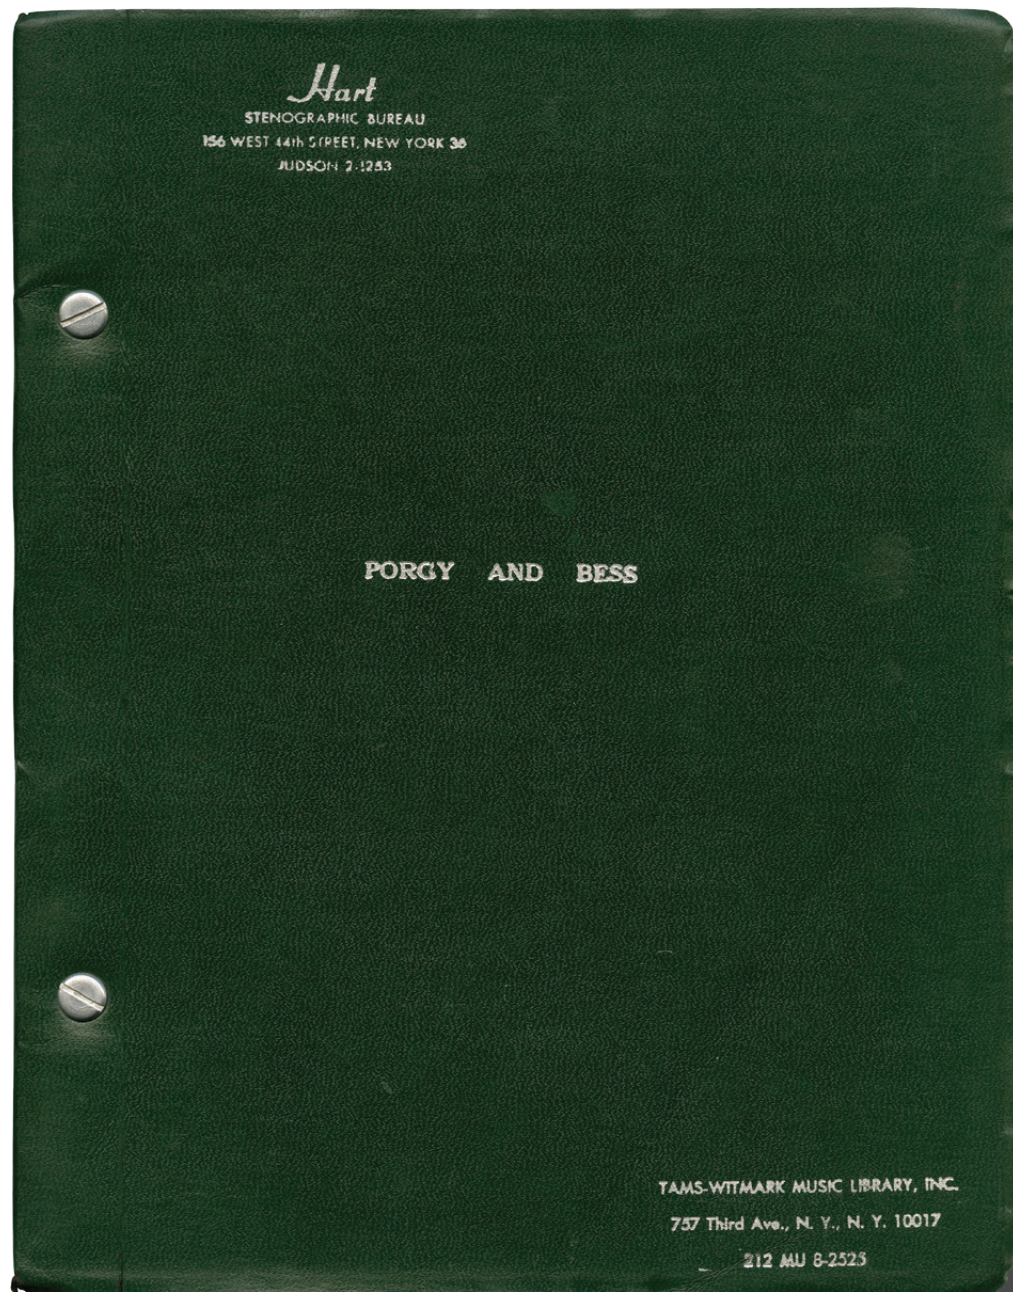 Hart
STENOGRAPHIC BUREAU
156 WEST 44th STREET, NEW YORK 36
JUDSON 2-1253
PORGY AND BESS
TAMS-WITMARK MUSIC LIBRARY, INC.
757 Third Ave., N. Y., N. Y. 10017
212 MU 8-2525